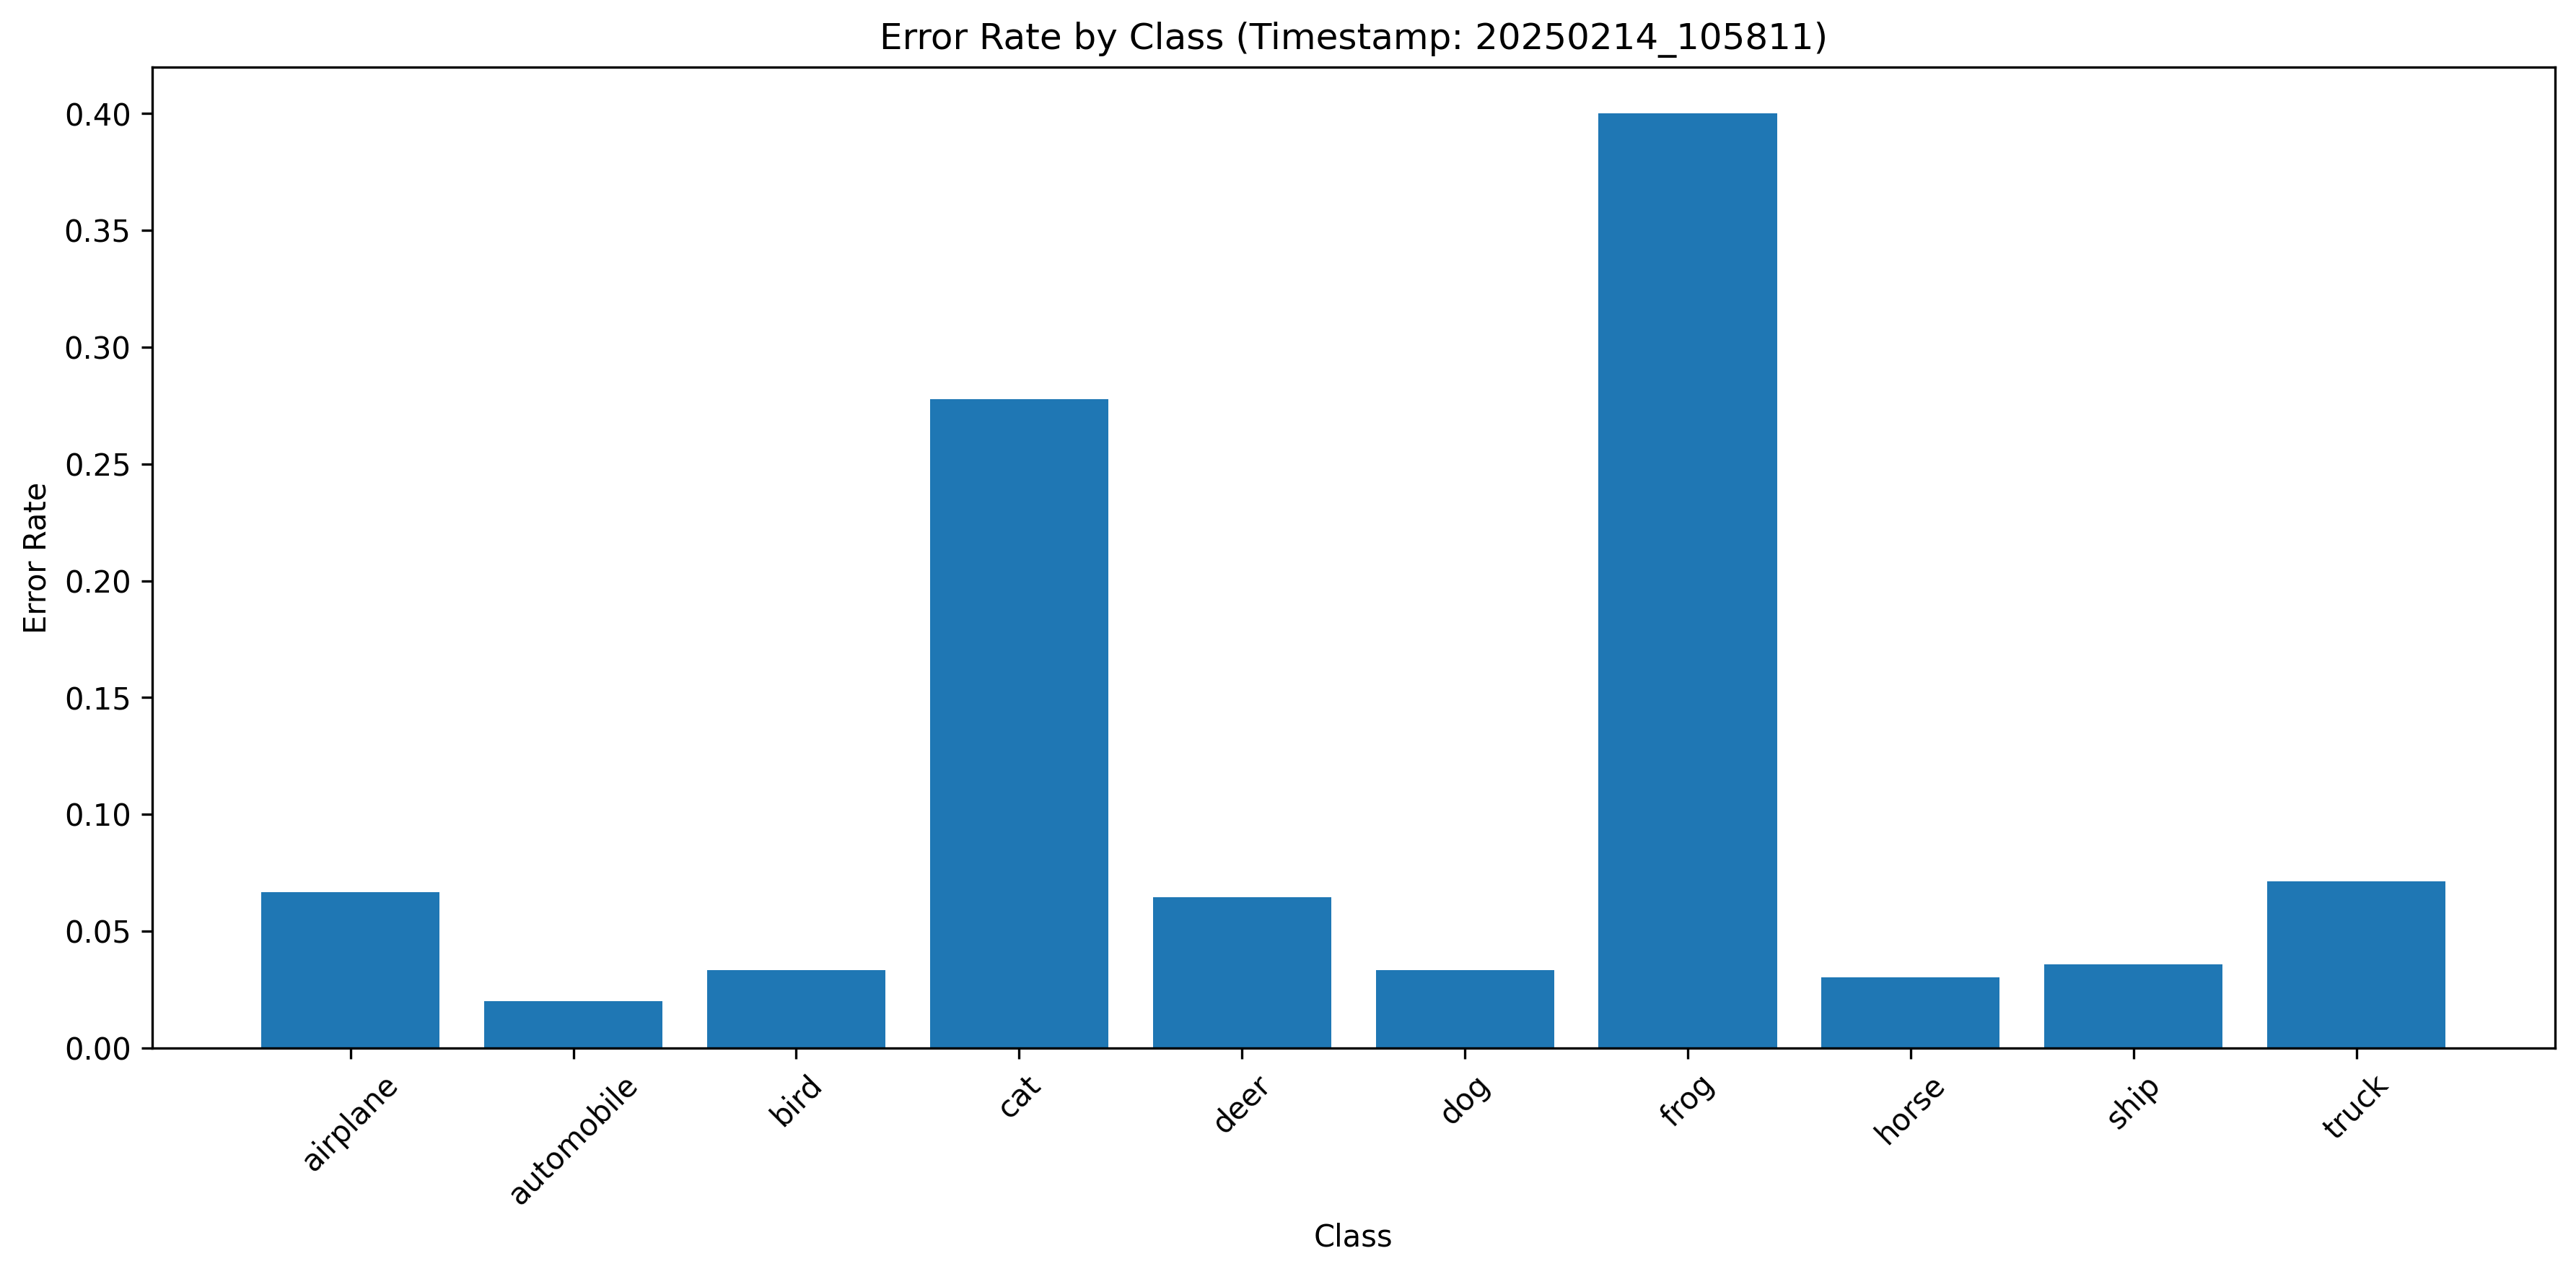 Error Rate by Class (Timestamp: 20250214_105811)
Error Rate
0.40
0.35
0.30
0.25
0.20
0.15
0.10
0.05
0.00
airplane
automobile
bird
cat
deer
dog
frog
horse
ship
truck
Class